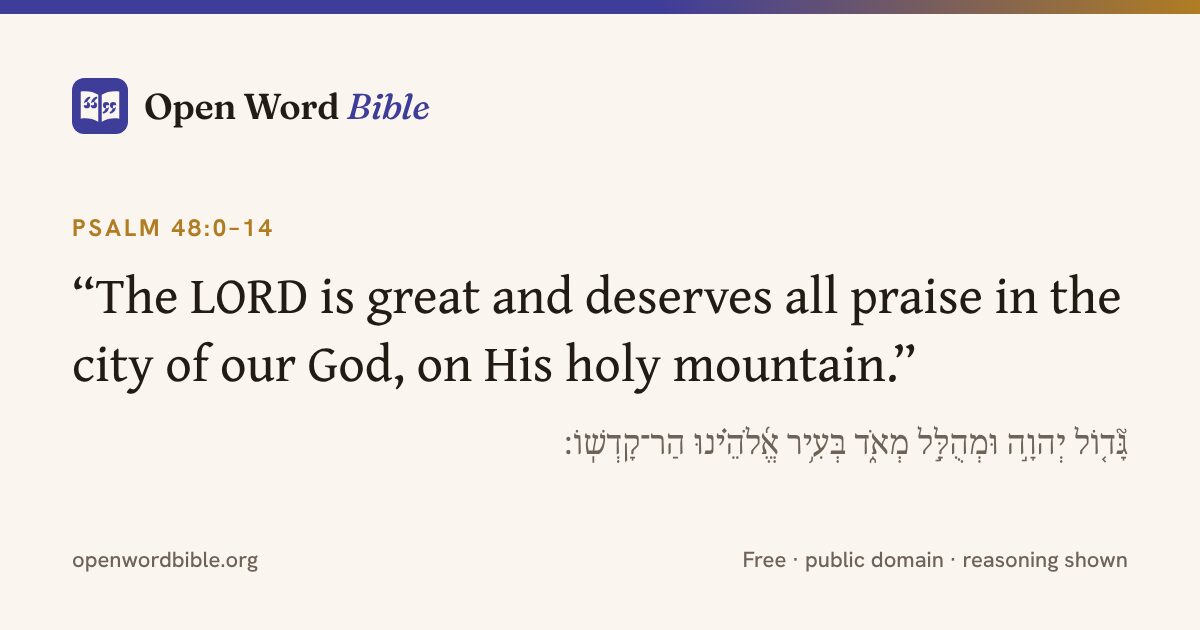 Open Word Bible
PSALM 48:0–14
“The LORD is great and deserves all praise in the
city of our God, on His holy mountain.”
גָּ֘ד֤וֹל יְהוָ֣ה וּמְהֻלָּ֣ל מְאֹ֑ד בְּעִ֥יר אֱ֝לֹהֵ֗ינוּ הַר־קָדְשֽׁוֹ׃
openwordbible.org
Free · public domain · reasoning shown